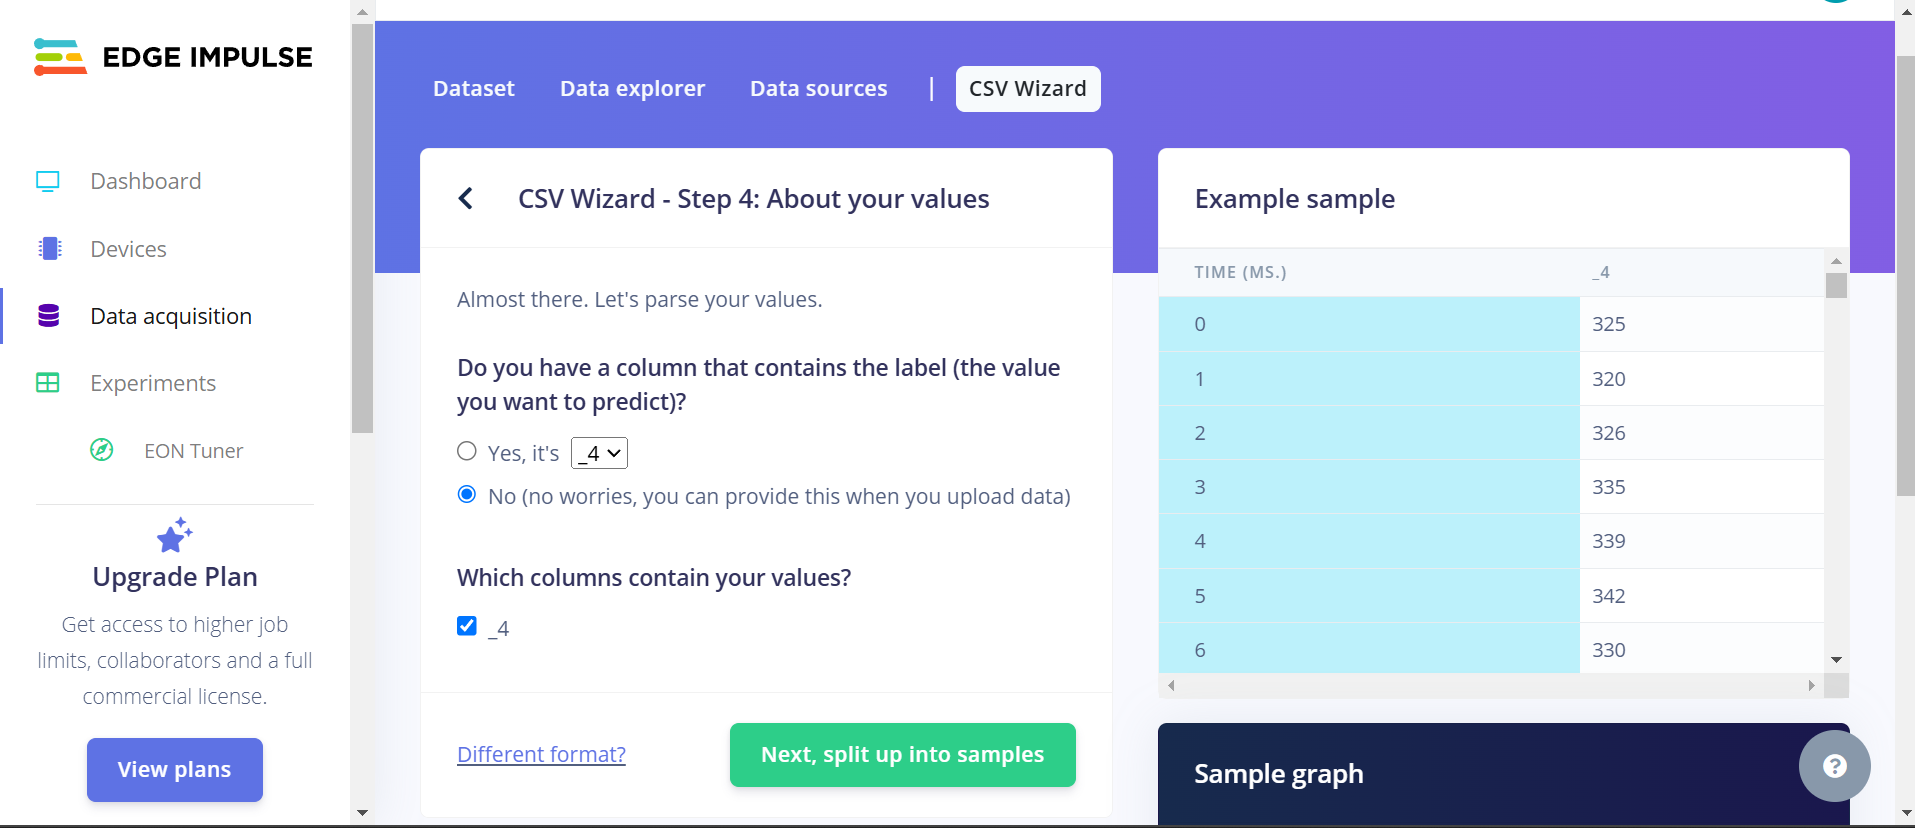 EDGE IMPULSE
Dashboard
Devices
Data acquisition
Experiments
EON Tuner
Upgrade Plan
Get access to higher job
limits, collaborators and a full
commercial license.
View plans
Dataset
Data explorer
Data sources
|
CSV Wizard
CSV Wizard - Step 4: About your values
Almost there. Let's parse your values.
Do you have a column that contains the label (the value
you want to predict)?
Yes, it's _4
No (no worries, you can provide this when you upload data)
Which columns contain your values?
_4
Different format?
Next, split up into samples
Example sample
TIME (MS.) _4
0 325
1 320
2 326
3 335
4 339
5 342
6 330
Sample graph
?